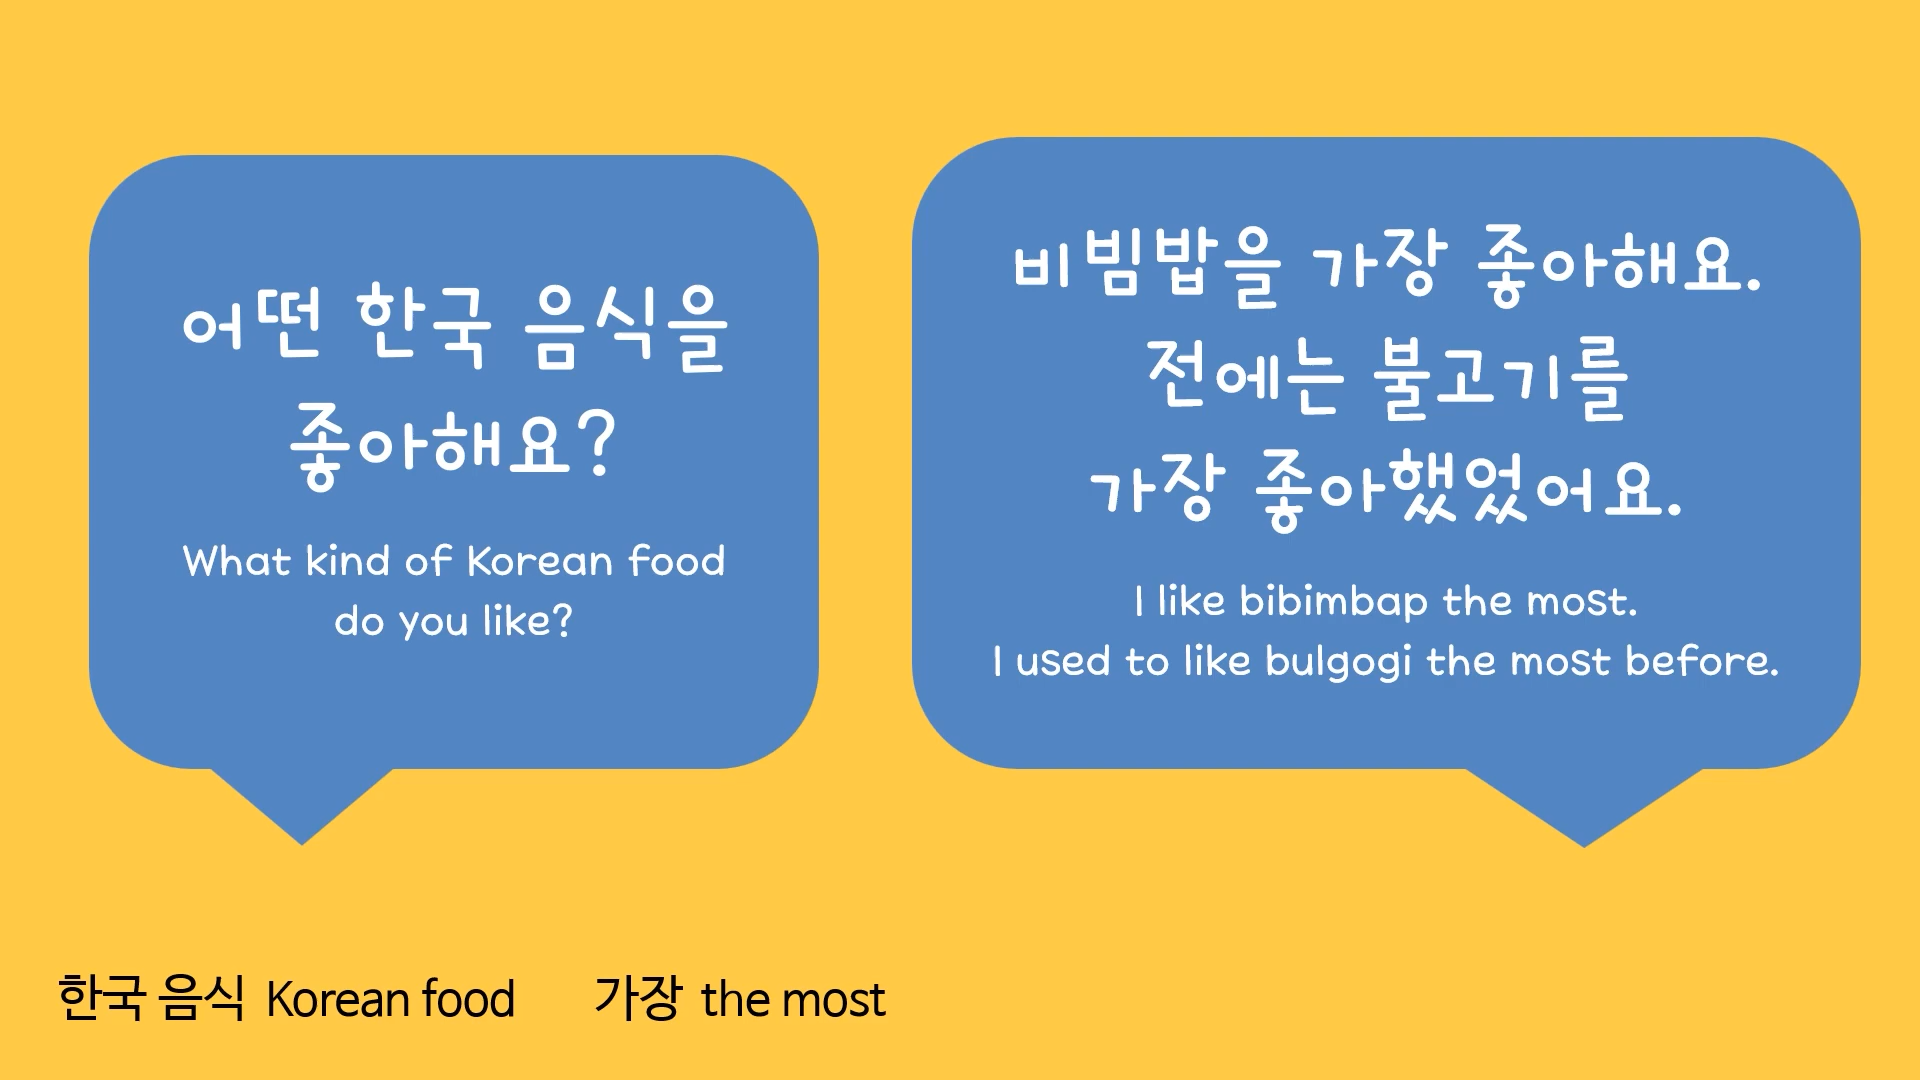 어떤 한국 음식을
좋아해요?
What kind of Korean food
do you like?
비빔밥을 가장 좋아해요.
전에는 불고기를
가장 좋아했었어요.
I like bibimbap the most.
I used to like bulgogi the most before.
한국 음식 Korean food
가장 the most